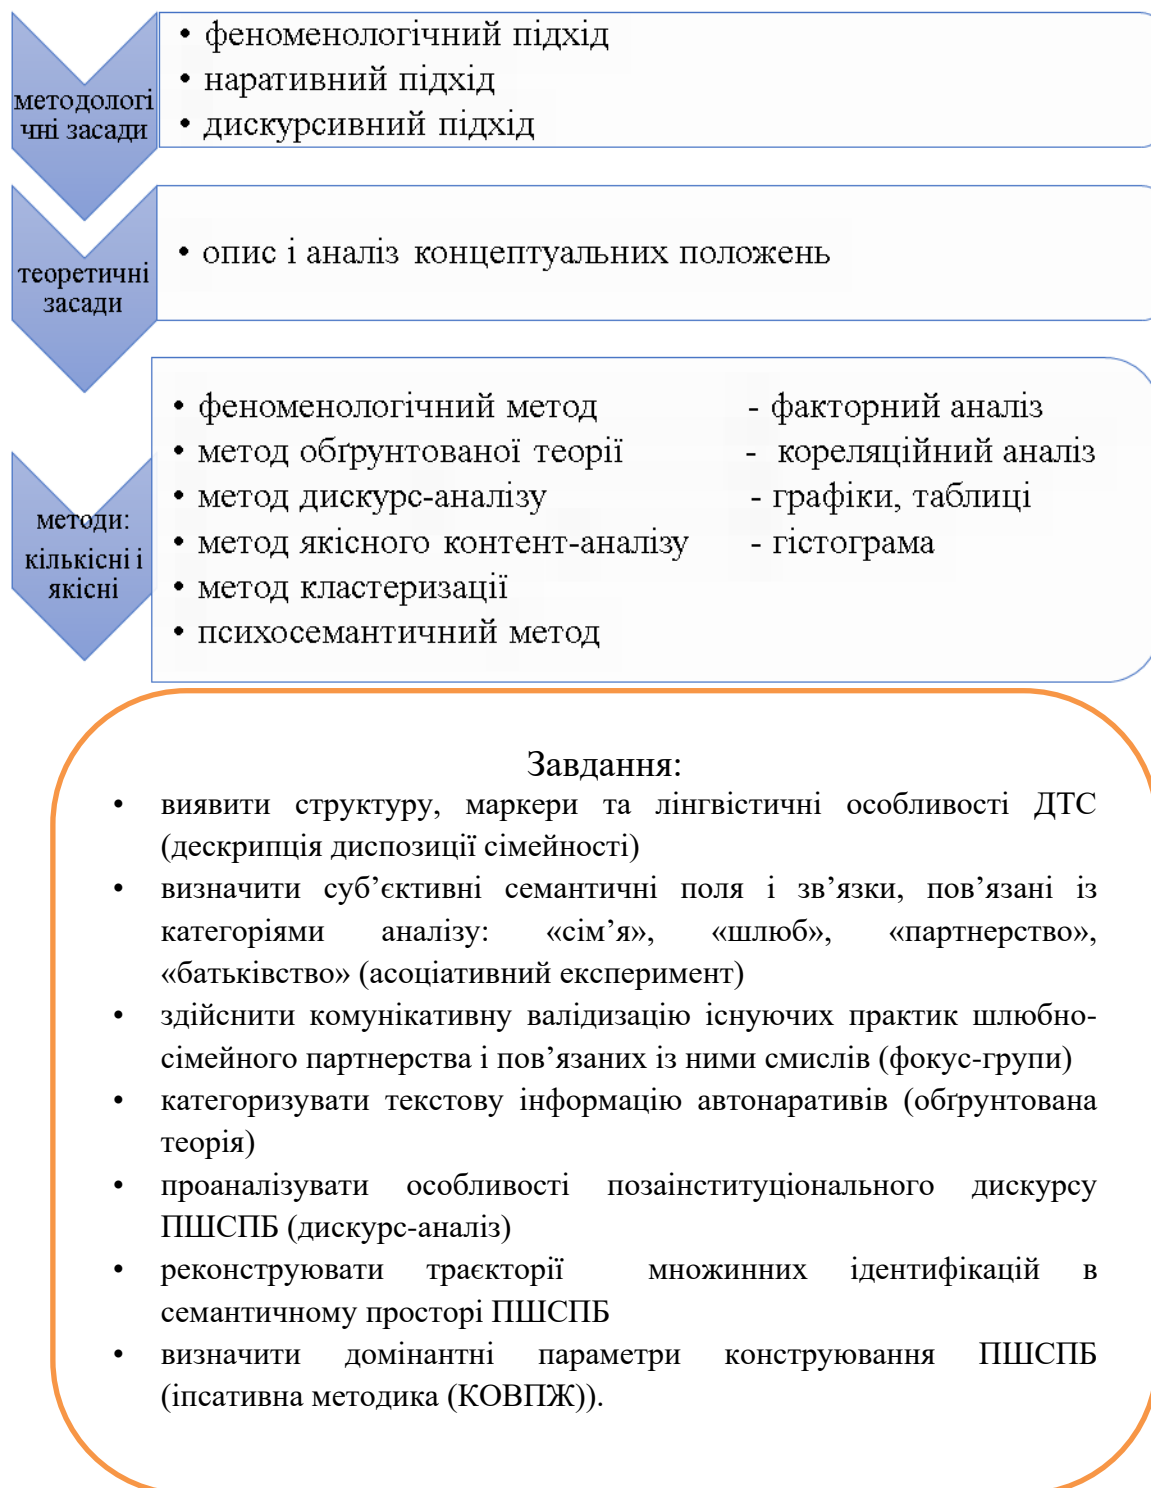 методологі
чні засади
• феноменологічний підхід
• наративний підхід
• дискурсивний підхід
теоретичні
засади
• опис і аналіз концептуальних положень
методи:
кількісні і
якісні
• феноменологічний метод - факторний аналіз
• метод обґрунтованої теорії - кореляційний аналіз
• метод дискурс-аналізу - графіки, таблиці
• метод якісного контент-аналізу - гістограма
• метод кластеризації
• психосемантичний метод
Завдання:
• виявити структуру, маркери та лінгвістичні особливості ДТС
(дескрипція диспозиції сімейності)
• визначити суб’єктивні семантичні поля і зв’язки, пов’язані із
категоріями аналізу: «сім’я», «шлюб», «партнерство»,
«батьківство» (асоціативний експеримент)
• здійснити комунікативну валідизацію існуючих практик шлюбно-
сімейного партнерства і пов’язаних із ними смислів (фокус-групи)
• категоризувати текстову інформацію автонаративів (обґрунтована
теорія)
• проаналізувати особливості позаінституціонального дискурсу
ПШСПБ (дискурс-аналіз)
• реконструювати траєкторії множинних ідентифікацій в
семантичному просторі ПШСПБ
• визначити домінантні параметри конструювання ПШСПБ
(іпсативна методика (КОВПЖ)).